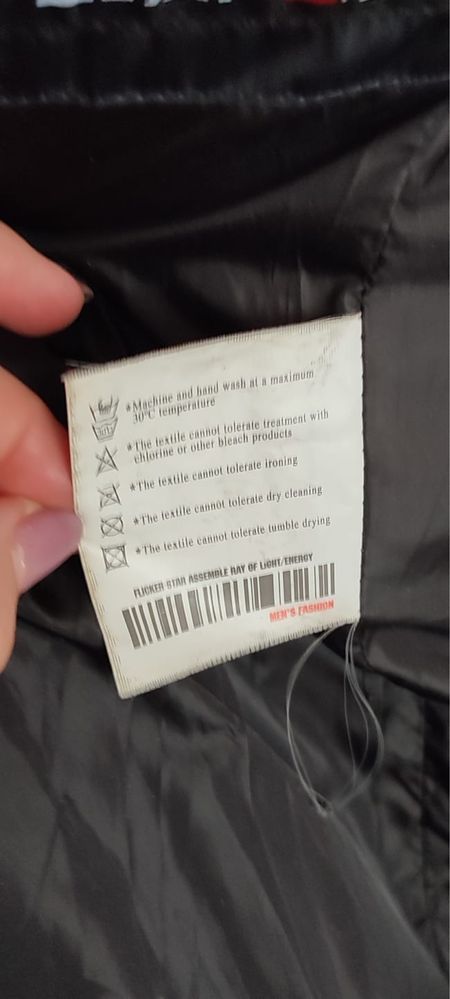 *Machine and hand wash at a maximum
30°C temperature
*The textile cannot tolerate treatment with
chlorine or other bleach products
*The textile cannot tolerate ironing
*The textile cannot tolerate dry cleaning
*The textile cannot tolerate tumble drying
FLICKER STAR ASSEMBLE RAY OF LIGHT/ENERGY
MEN'S FASHION